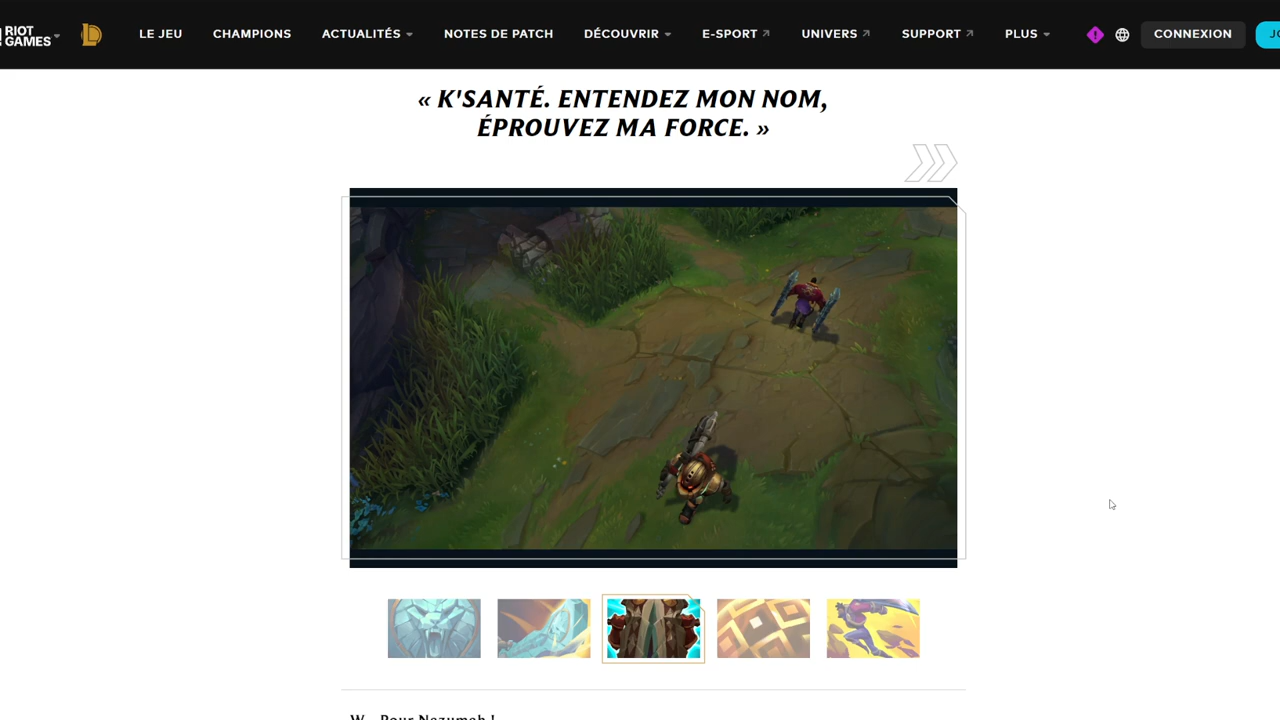 RIOT
GAMES
LE JEU
CHAMPIONS
ACTUALITÉS
NOTES DE PATCH
DÉCOUVRIR
E-SPORT
UNIVERS
SUPPORT
PLUS
CONNEXION
« K'SANTÉ. ENTENDEZ MON NOM,
ÉPROUVEZ MA FORCE. »